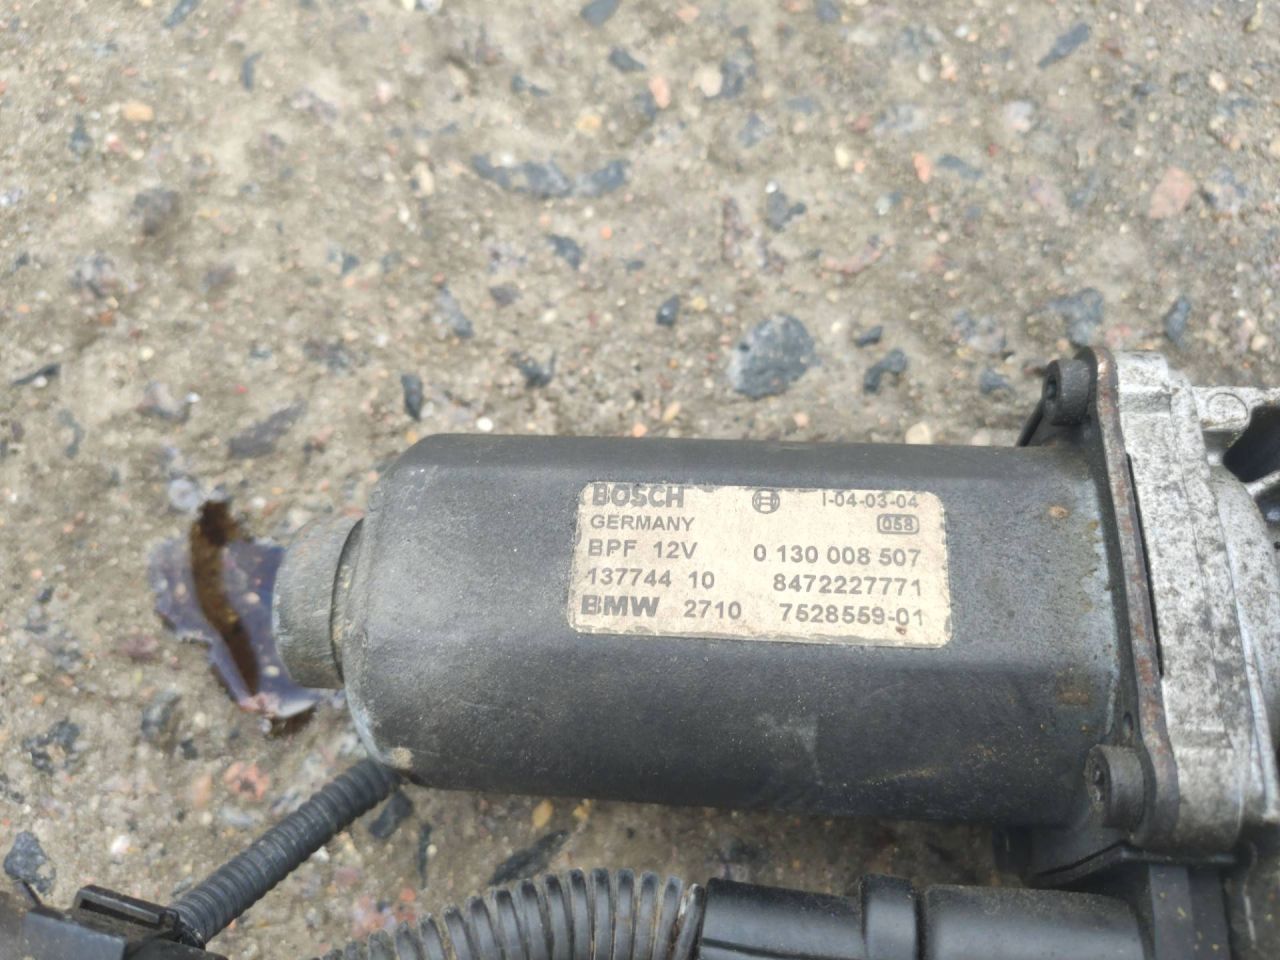 BOSCH I-04-03-04
GERMANY 058
BPF 12V 0 130 008 507
137744 10 8472227771
BMW 2710 7528559-01